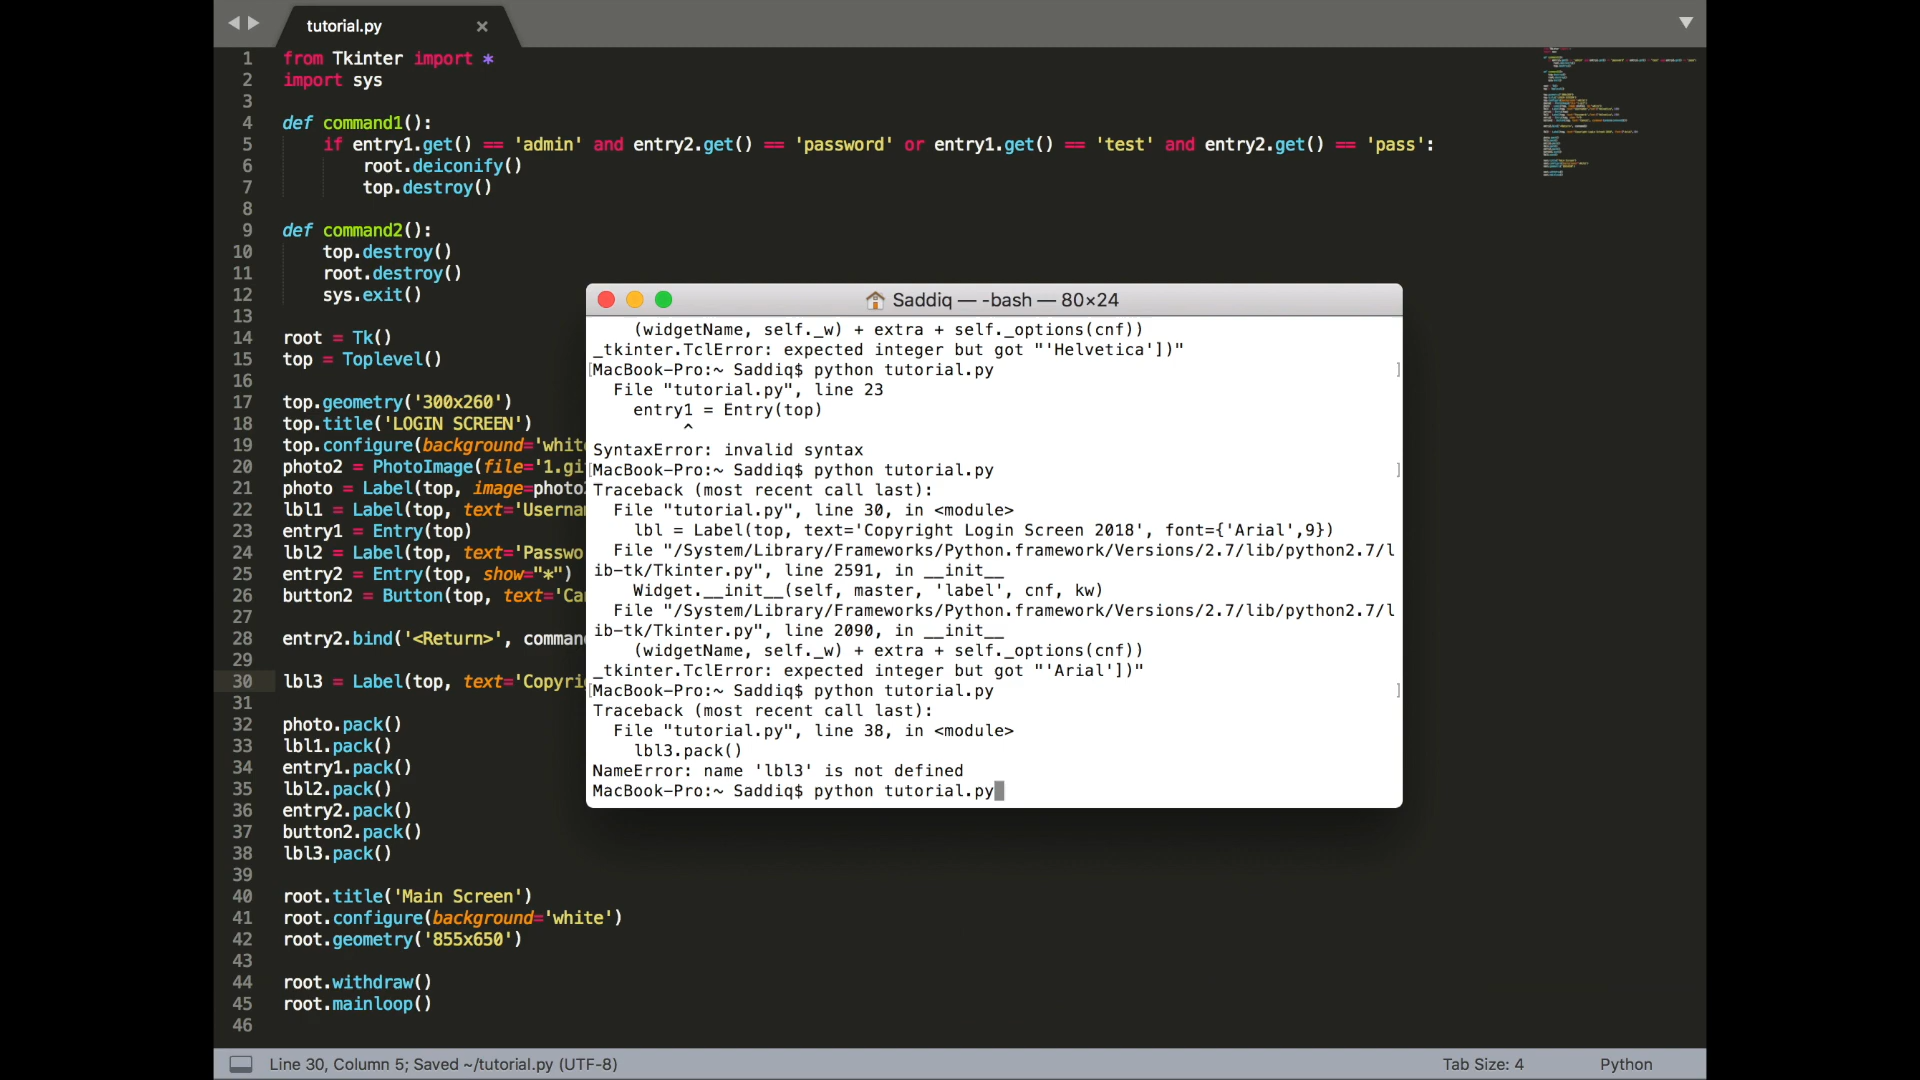 tutorial.py ×
1 from Tkinter import *
2 import sys
3
4 def command1():
5 if entry1.get() == 'admin' and entry2.get() == 'password' or entry1.get() == 'test' and entry2.get() == 'pass':
6 root.deiconify()
7 top.destroy()
8
9 def command2():
10 top.destroy()
11 root.destroy()
12 sys.exit()
13
14 root = Tk()
15 top = Toplevel()
16
17 top.geometry('300x260')
18 top.title('LOGIN SCREEN')
19 top.configure(background='whit
20 photo2 = PhotoImage(file='1.gi
21 photo = Label(top, image=photo
22 lbl1 = Label(top, text='Userna
23 entry1 = Entry(top)
24 lbl2 = Label(top, text='Passwo
25 entry2 = Entry(top, show="*")
26 button2 = Button(top, text='Ca
27
28 entry2.bind('<Return>', comman
29
30 lbl3 = Label(top, text='Copyri
31
32 photo.pack()
33 lbl1.pack()
34 entry1.pack()
35 lbl2.pack()
36 entry2.pack()
37 button2.pack()
38 lbl3.pack()
39
40 root.title('Main Screen')
41 root.configure(background='white')
42 root.geometry('855x650')
43
44 root.withdraw()
45 root.mainloop()
46
Saddiq — -bash — 80×24
(widgetName, self._w) + extra + self._options(cnf))
_tkinter.TclError: expected integer but got "'Helvetica'])"
[MacBook-Pro:~ Saddiq$ python tutorial.py ]
File "tutorial.py", line 23
entry1 = Entry(top)
^
SyntaxError: invalid syntax
[MacBook-Pro:~ Saddiq$ python tutorial.py ]
Traceback (most recent call last):
File "tutorial.py", line 30, in <module>
lbl = Label(top, text='Copyright Login Screen 2018', font={'Arial',9})
File "/System/Library/Frameworks/Python.framework/Versions/2.7/lib/python2.7/l
ib-tk/Tkinter.py", line 2591, in __init__
Widget.__init__(self, master, 'label', cnf, kw)
File "/System/Library/Frameworks/Python.framework/Versions/2.7/lib/python2.7/l
ib-tk/Tkinter.py", line 2090, in __init__
(widgetName, self._w) + extra + self._options(cnf))
_tkinter.TclError: expected integer but got "'Arial'])"
[MacBook-Pro:~ Saddiq$ python tutorial.py ]
Traceback (most recent call last):
File "tutorial.py", line 38, in <module>
lbl3.pack()
NameError: name 'lbl3' is not defined
MacBook-Pro:~ Saddiq$ python tutorial.py
Line 30, Column 5; Saved ~/tutorial.py (UTF-8) Tab Size: 4 Python